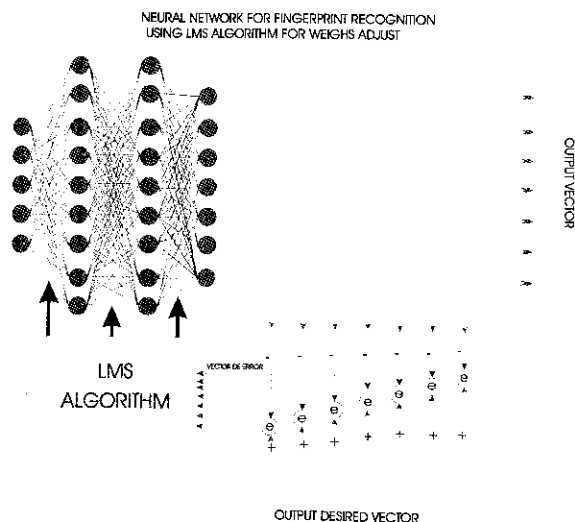 NEURAL NETWORK FOR FINGERPRINT RECOGNITION
USING LMS ALGORITHM FOR WEIGHS ADJUST
OUTPUT VECTOR
VECTOR DE ERROR
LMS
ALGORITHM
- - - - - - -
e e e e e e e
+ + + + + + +
OUTPUT DESIRED VECTOR